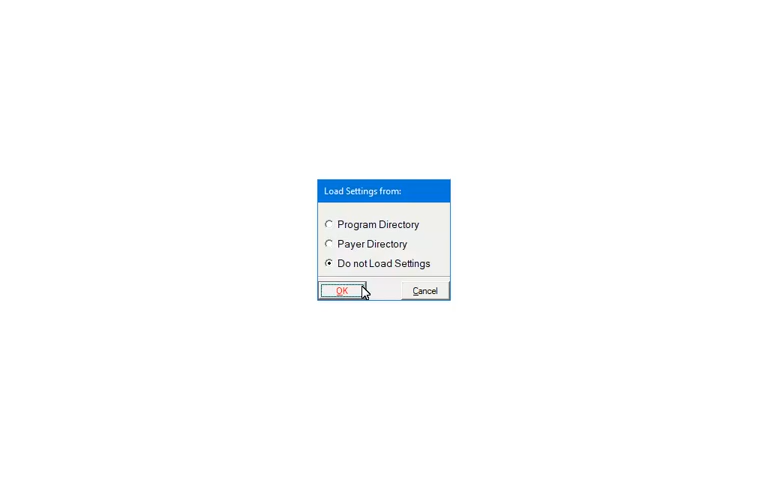 Load Settings from:
Program Directory
Payer Directory
Do not Load Settings
OK
Cancel